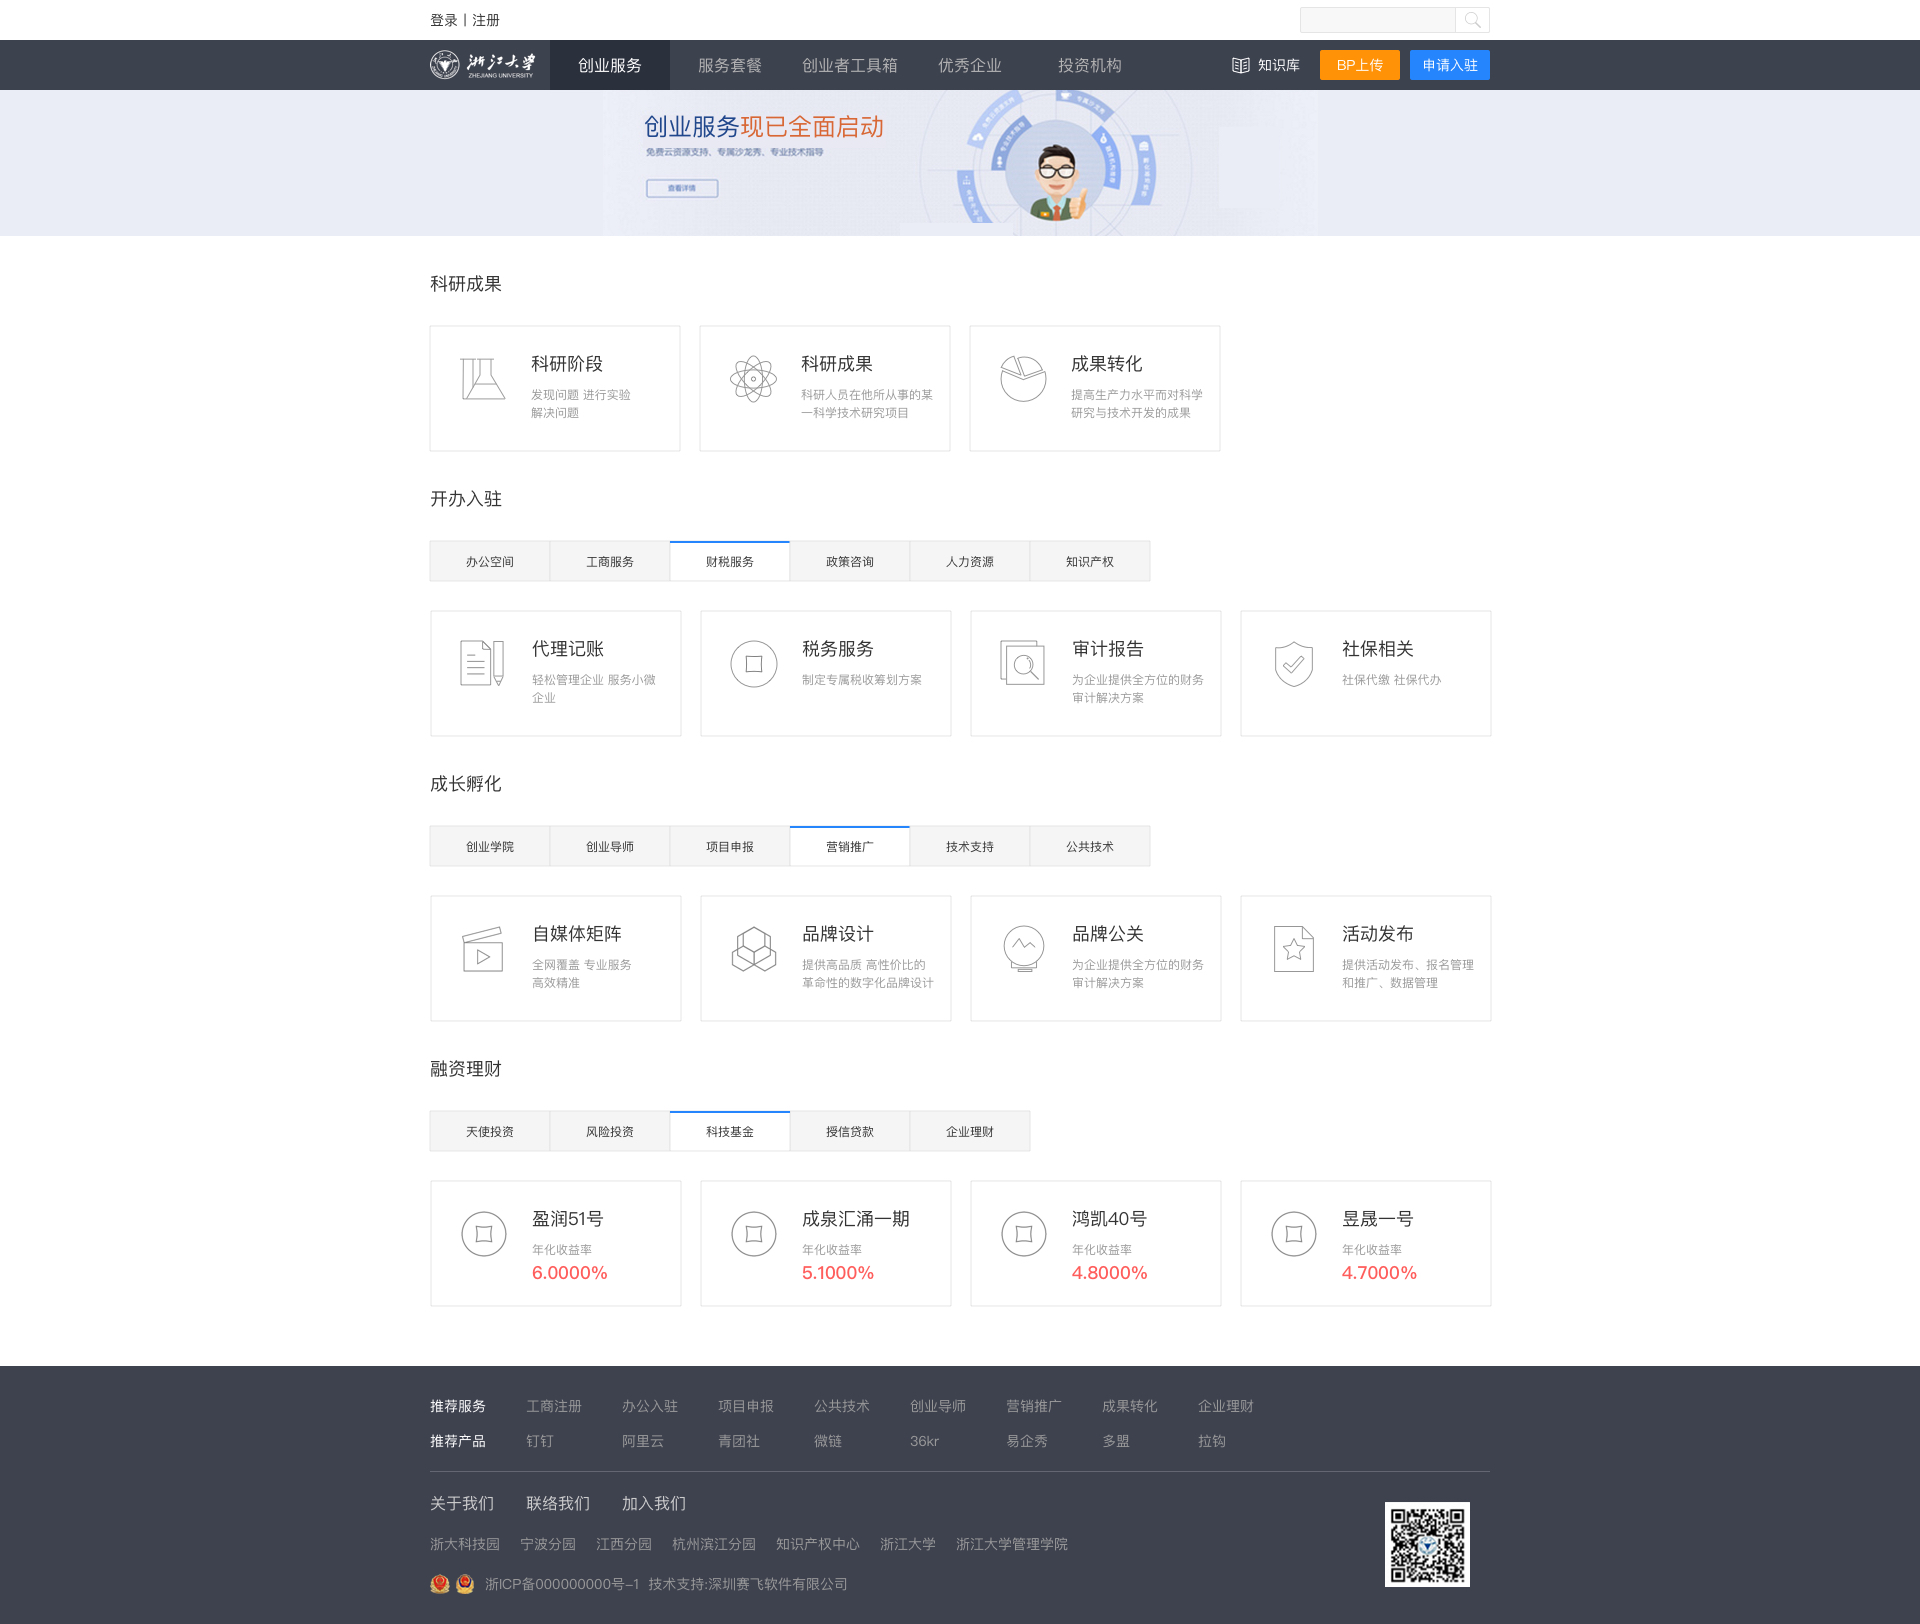 登录 | 注册
浙江大学
ZHEJIANG UNIVERSITY
创业服务
服务套餐
创业者工具箱
优秀企业
投资机构
知识库
BP上传
申请入驻
创业服务现已全面启动
免费云资源支持、专属沙龙秀、专业技术指导
查看详情
科研成果
科研阶段
发现问题 进行实验
解决问题
科研成果
科研人员在他所从事的某
一科学技术研究项目
成果转化
提高生产力水平而对科学
研究与技术开发的成果
开办入驻
办公空间
工商服务
财税服务
政策咨询
人力资源
知识产权
代理记账
轻松管理企业 服务小微
企业
税务服务
制定专属税收筹划方案
审计报告
为企业提供全方位的财务
审计解决方案
社保相关
社保代缴 社保代办
成长孵化
创业学院
创业导师
项目申报
营销推广
技术支持
公共技术
自媒体矩阵
全网覆盖 专业服务
高效精准
品牌设计
提供高品质 高性价比的
革命性的数字化品牌设计
品牌公关
为企业提供全方位的财务
审计解决方案
活动发布
提供活动发布、报名管理
和推广、数据管理
融资理财
天使投资
风险投资
科技基金
授信贷款
企业理财
盈润51号
年化收益率
6.0000%
成泉汇涌一期
年化收益率
5.1000%
鸿凯40号
年化收益率
4.8000%
昱晟一号
年化收益率
4.7000%
推荐服务 工商注册 办公入驻 项目申报 公共技术 创业导师 营销推广 成果转化 企业理财
推荐产品 钉钉 阿里云 青团社 微链 36kr 易企秀 多盟 拉钩
关于我们 联络我们 加入我们
浙大科技园 宁波分园 江西分园 杭州滨江分园 知识产权中心 浙江大学 浙江大学管理学院
浙ICP备000000000号-1 技术支持:深圳赛飞软件有限公司